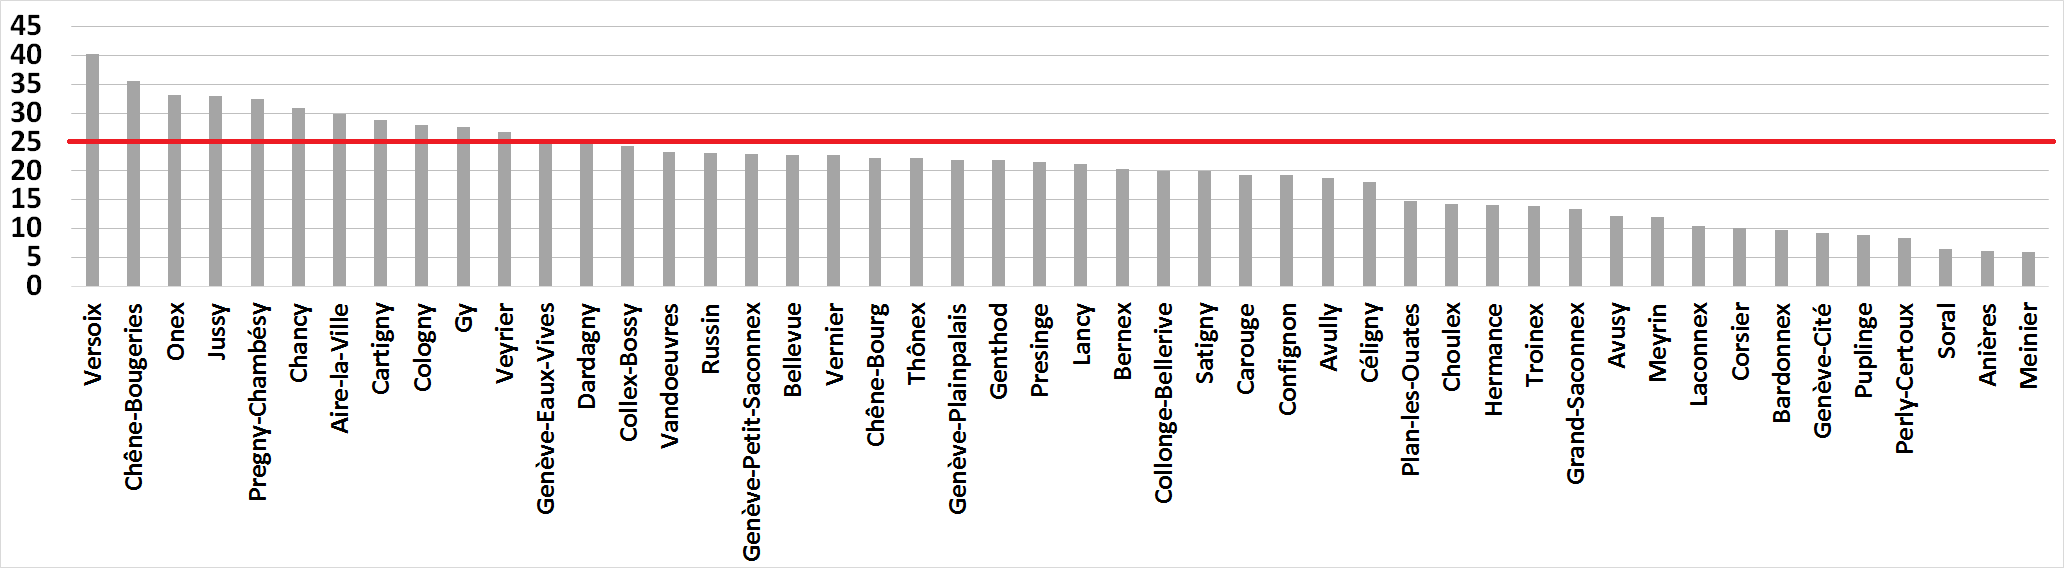 45
40
35
30
25
20
15
10
5
0
Versoix
Chêne-Bougeries
Onex
Jussy
Pregny-Chambésy
Chancy
Aire-la-Ville
Cartigny
Cologny
Gy
Veyrier
Genève-Eaux-Vives
Dardagny
Collex-Bossy
Vandoeuvres
Russin
Genève-Petit-Saconnex
Bellevue
Vernier
Chêne-Bourg
Thônex
Genève-Plainpalais
Genthod
Presinge
Lancy
Bernex
Collonge-Bellerive
Satigny
Carouge
Confignon
Avully
Céligny
Plan-les-Ouates
Choulex
Hermance
Troinex
Grand-Saconnex
Avusy
Meyrin
Laconnex
Corsier
Bardonnex
Genève-Cité
Puplinge
Perly-Certoux
Soral
Anières
Meinier